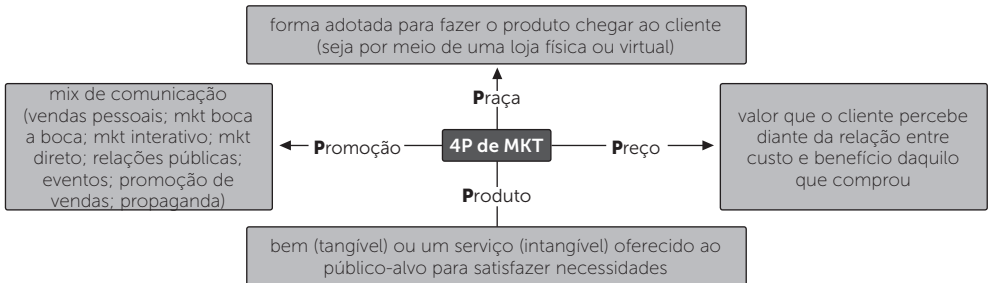 forma adotada para fazer o produto chegar ao cliente
(seja por meio de uma loja física ou virtual)
Praça
mix de comunicação
(vendas pessoais; mkt boca
a boca; mkt interativo; mkt
direto; relações públicas;
eventos; promoção de
vendas; propaganda)
Promoção
4P de MKT
Preço
valor que o cliente percebe
diante da relação entre
custo e benefício daquilo
que comprou
Produto
bem (tangível) ou um serviço (intangível) oferecido ao
público-alvo para satisfazer necessidades